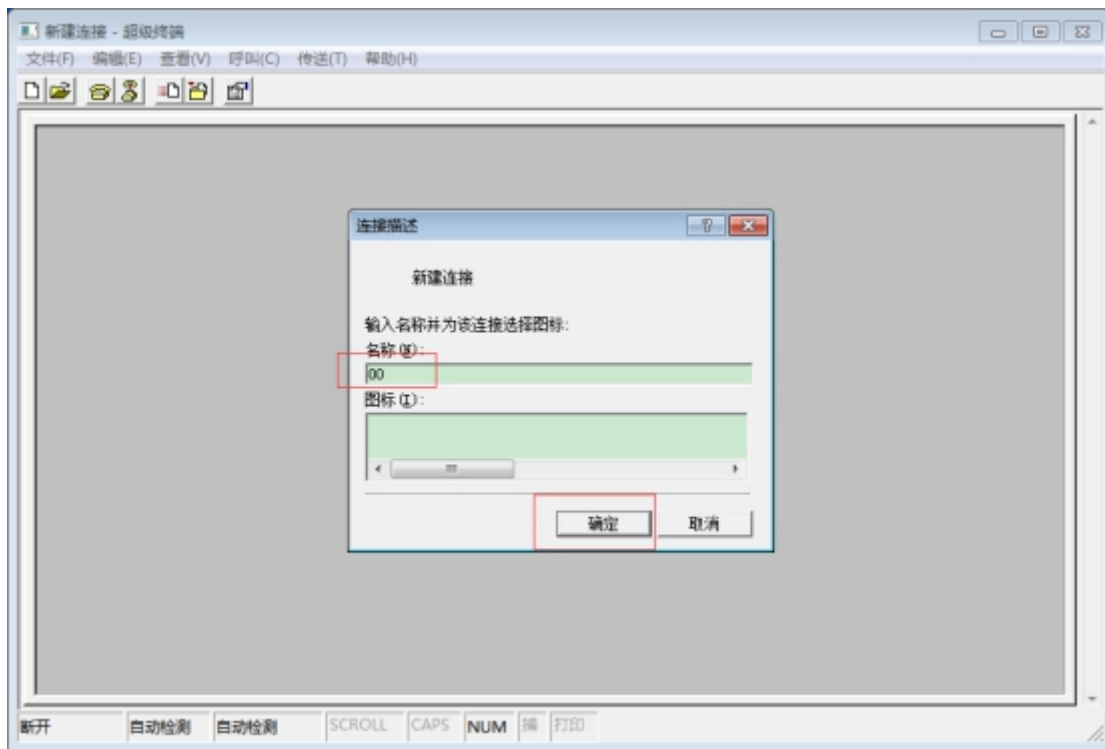 新建连接 - 超级终端
文件(F) 编辑(E) 查看(V) 呼叫(C) 传送(T) 帮助(H)
连接描述
新建连接
输入名称并为该连接选择图标:
名称(N):
00
图标(I):
确定 取消
断开 自动检测 自动检测 SCROLL CAPS NUM 捕 打印